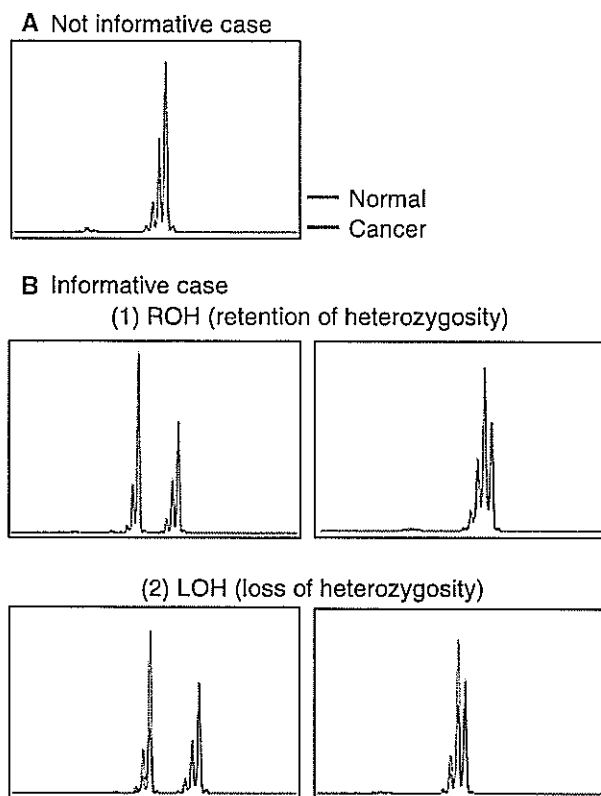 A Not informative case
Normal
Cancer
B Informative case
(1) ROH (retention of heterozygosity)
(2) LOH (loss of heterozygosity)